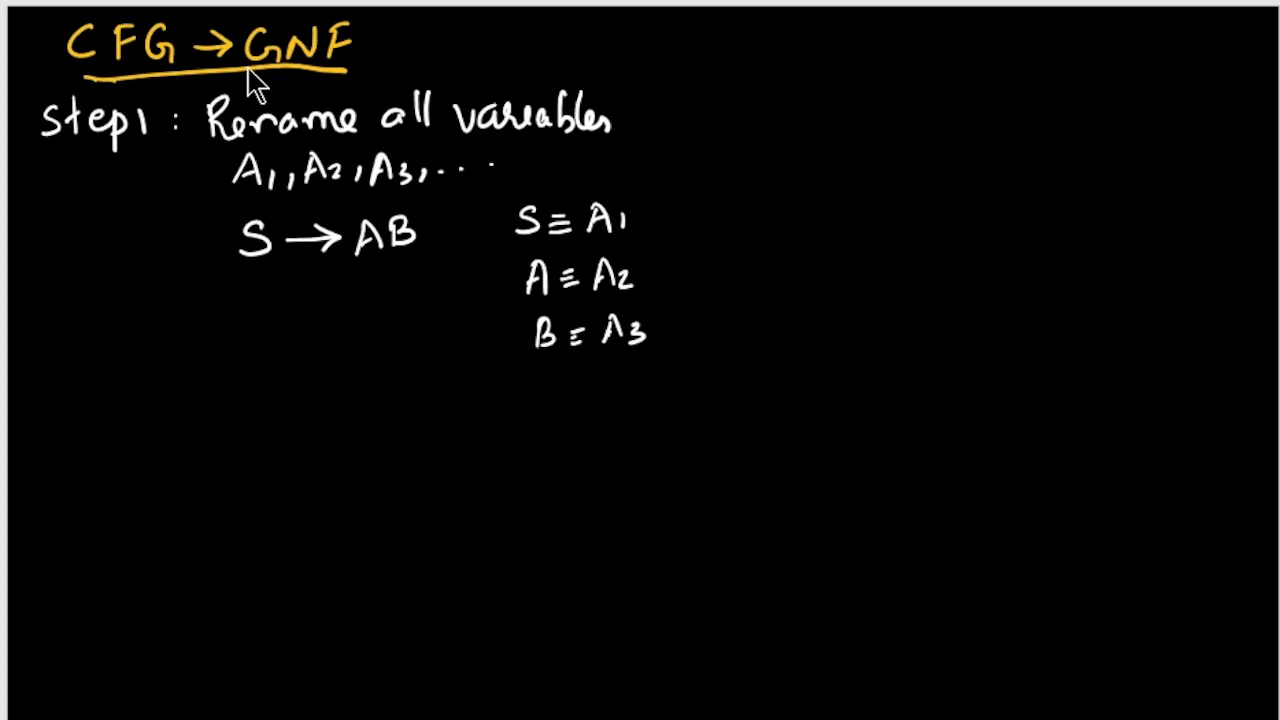 CFG → GNF
Step1 : Rename all variables
A1, A2, A3, ....
S → AB
S ≡ A1
A ≡ A2
B ≡ A3